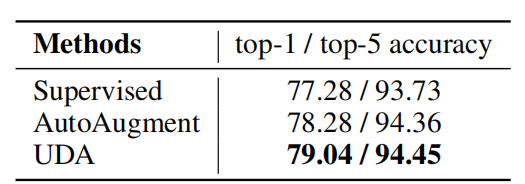 Methods top-1 / top-5 accuracy
Supervised 77.28 / 93.73
AutoAugment 78.28 / 94.36
UDA 79.04 / 94.45